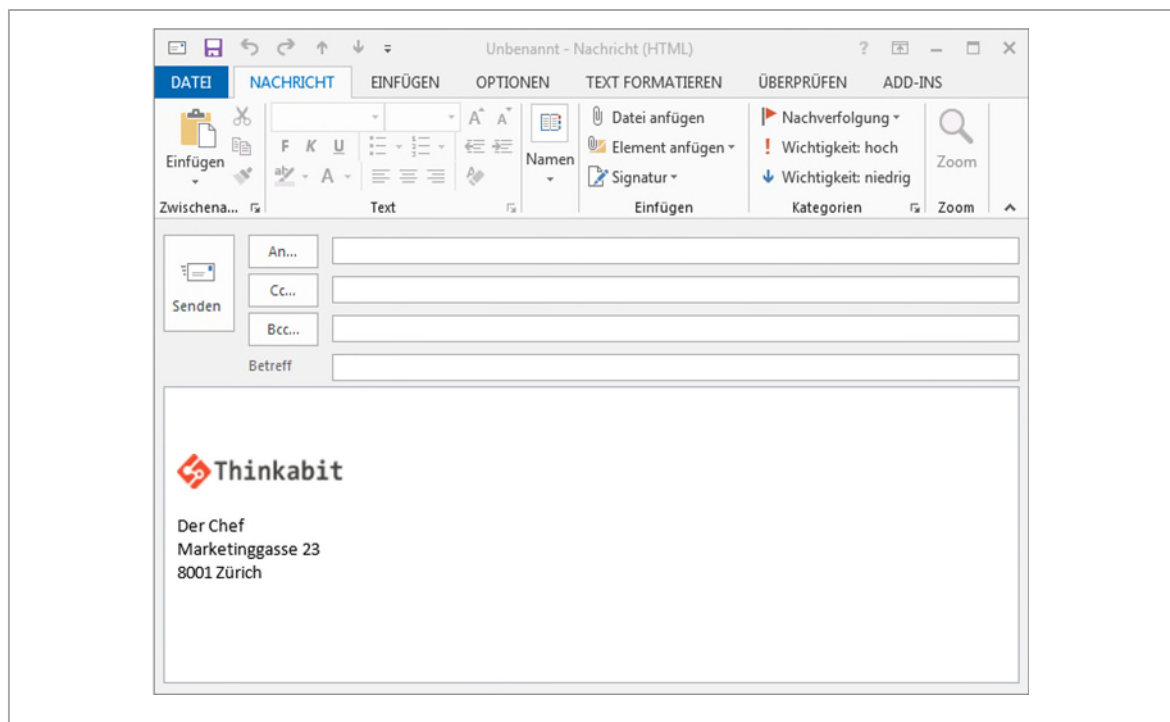 Unbenannt - Nachricht (HTML)
?
DATEI NACHRICHT EINFÜGEN OPTIONEN TEXT FORMATIEREN ÜBERPRÜFEN ADD-INS
Einfügen
Zwischena...
F K U
ab A
A A
Text
Namen
Datei anfügen
Element anfügen
Signatur
Einfügen
Nachverfolgung
! Wichtigkeit: hoch
Wichtigkeit: niedrig
Kategorien
Zoom
Zoom
Senden
An...
Cc...
Bcc...
Betreff
Thinkabit
Der Chef
Marketinggasse 23
8001 Zürich